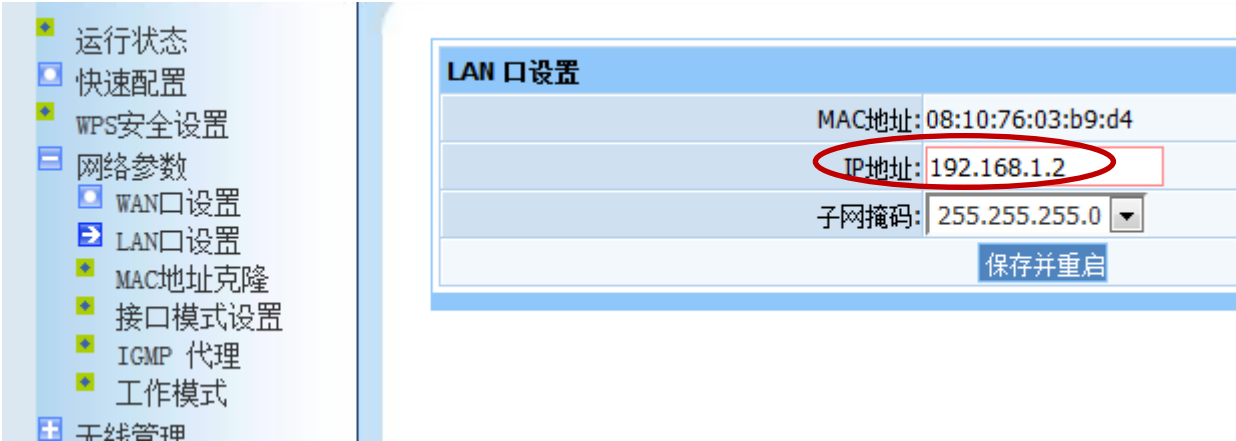 运行状态
快速配置
WPS安全设置
网络参数
WAN口设置
LAN口设置
MAC地址克隆
接口模式设置
IGMP 代理
工作模式
无线管理
LAN 口设置
MAC地址: 08:10:76:03:b9:d4
IP地址: 192.168.1.2
子网掩码: 255.255.255.0
保存并重启